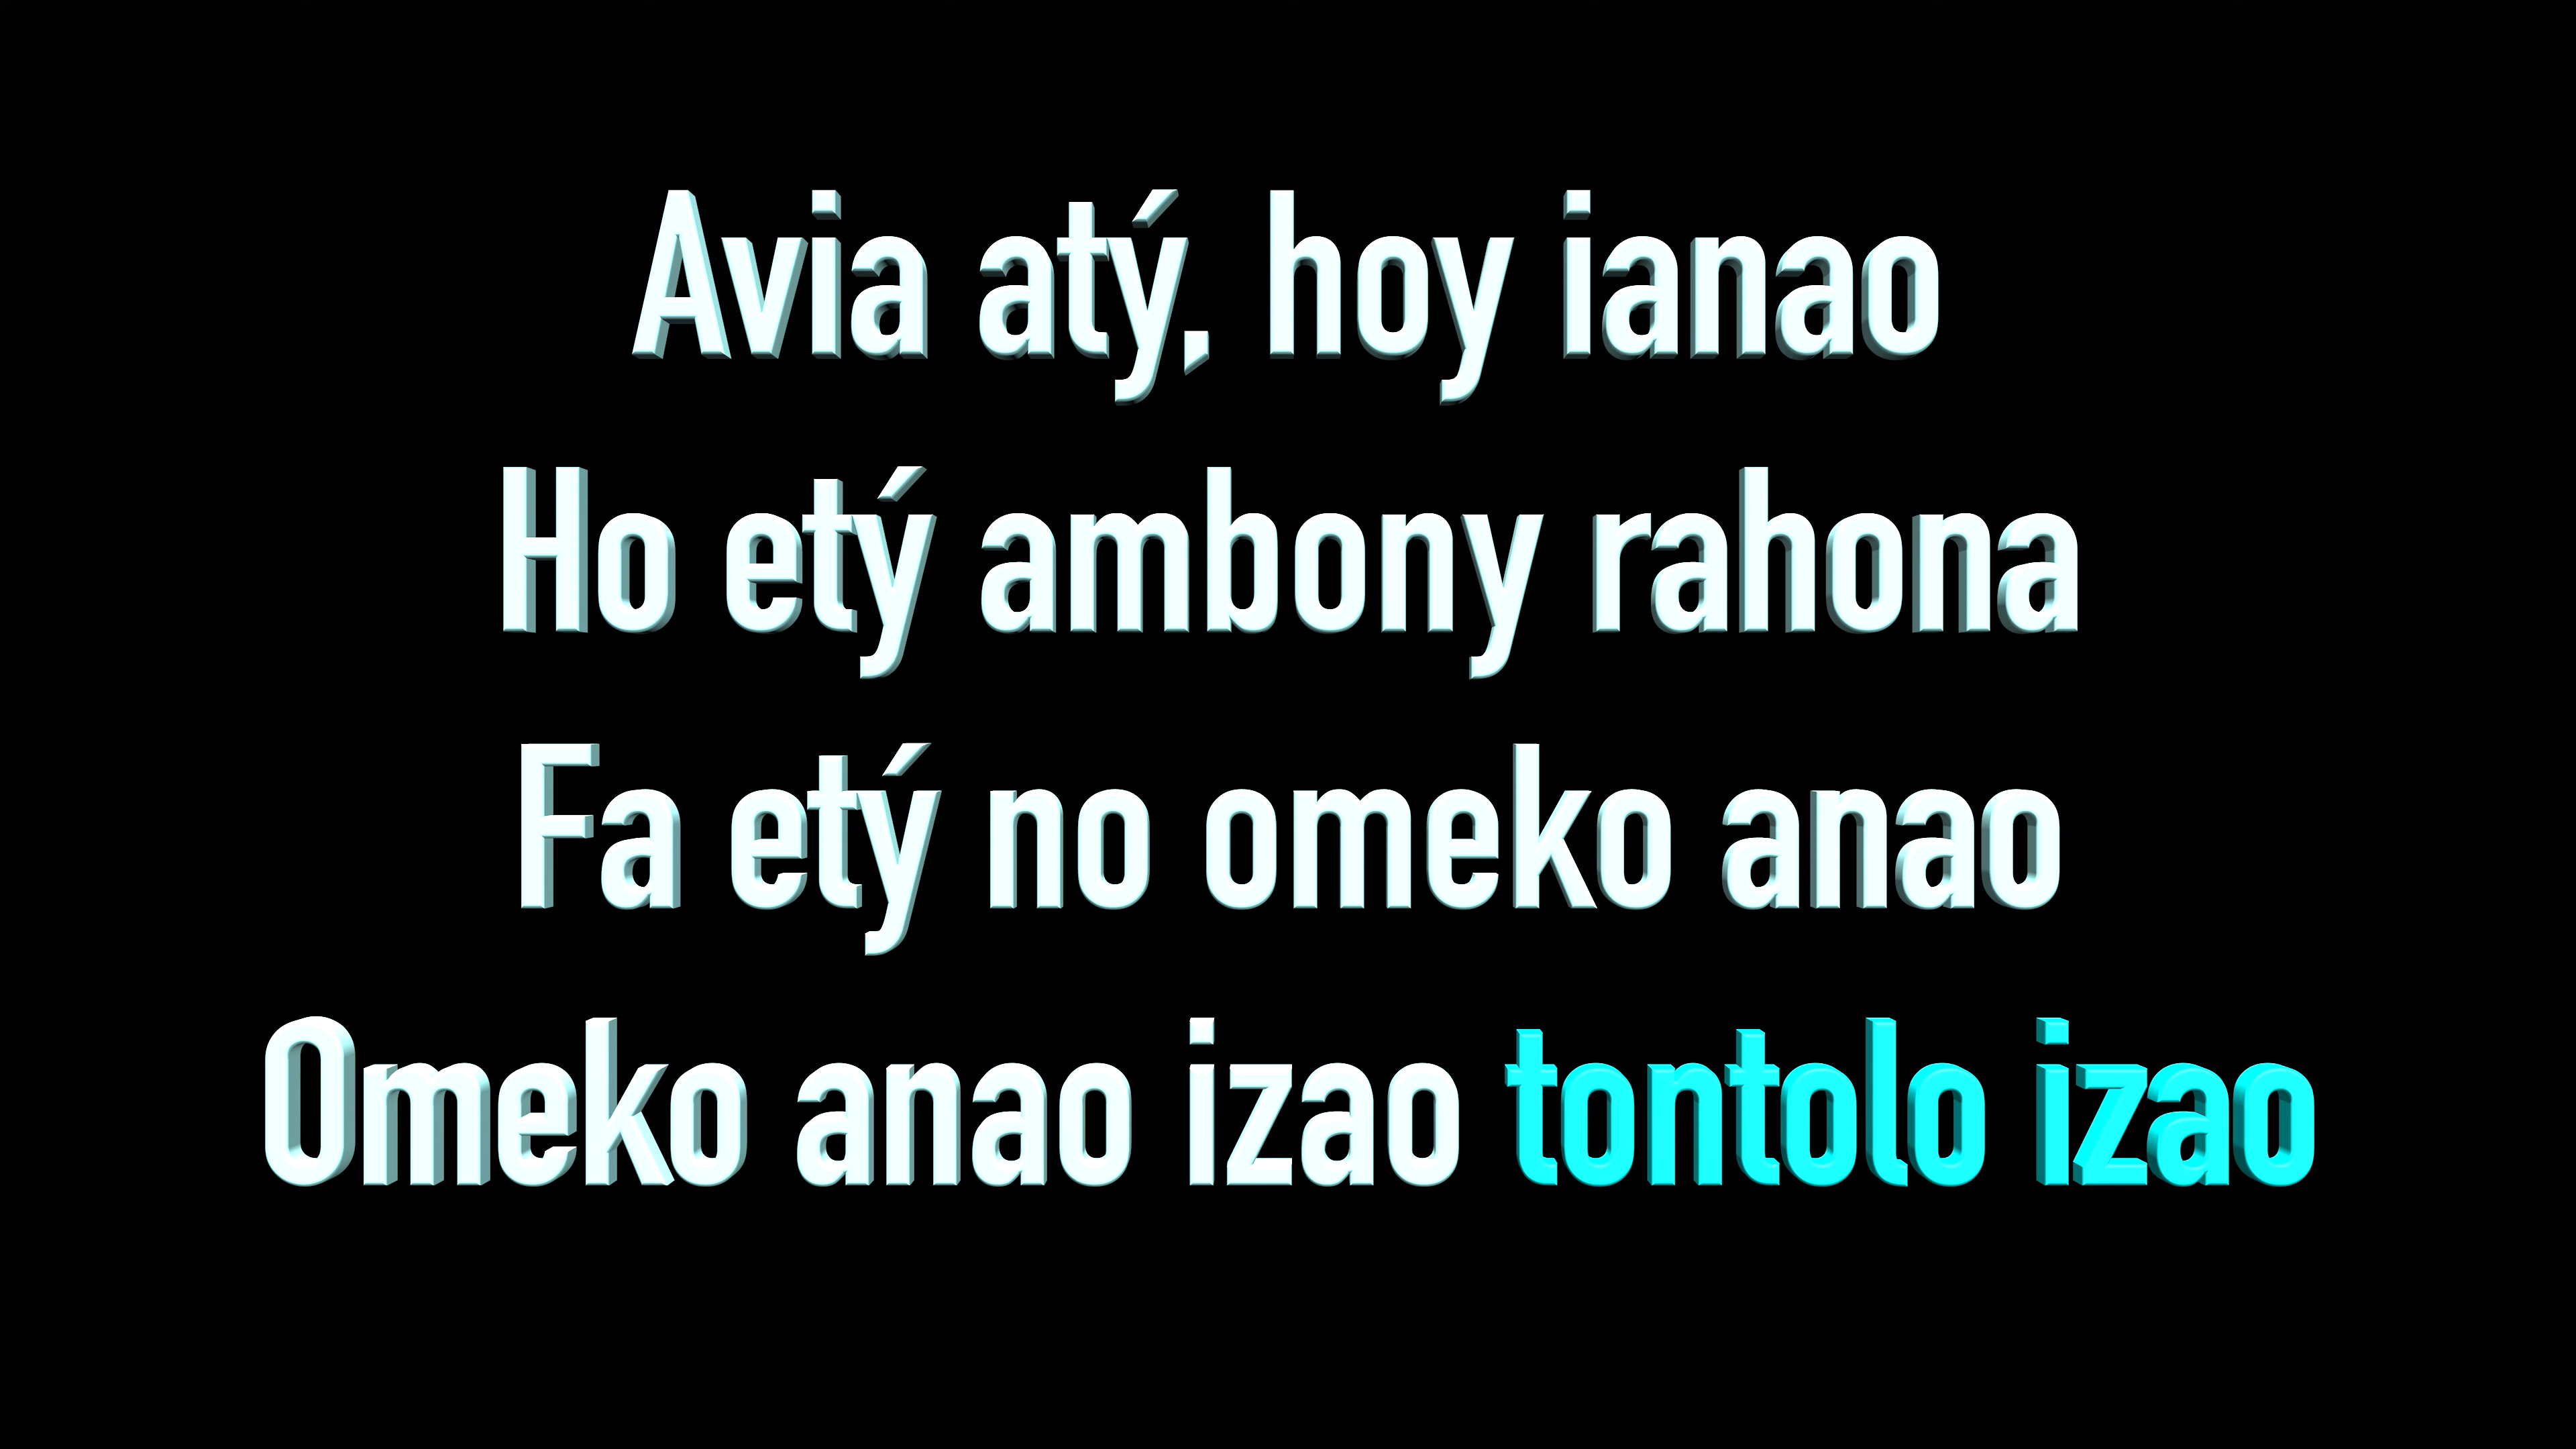 Avia atý, hoy ianao
Ho etý ambony rahona
Fa etý no omeko anao
Omeko anao izao tontolo izao